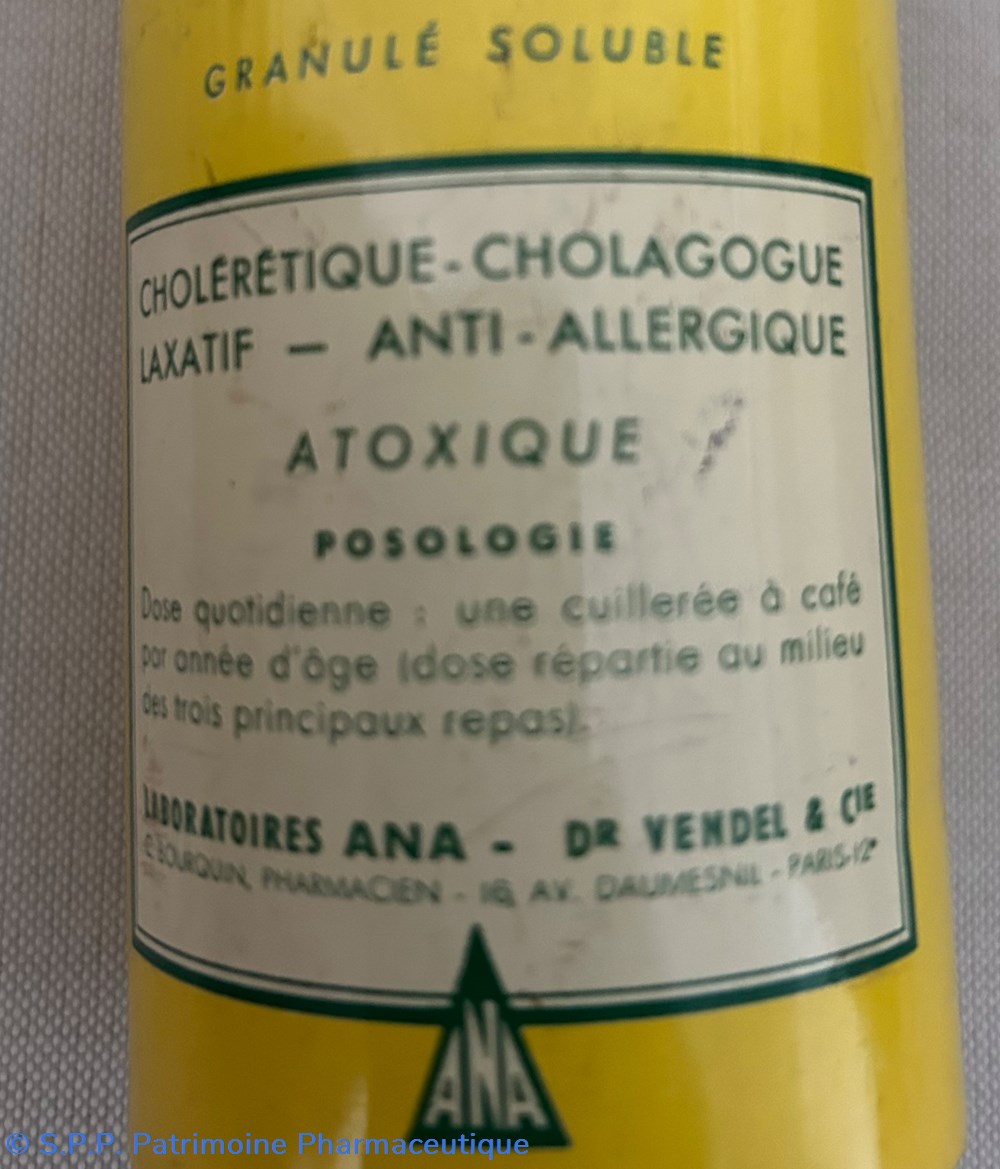 GRANULÉ SOLUBLE
CHOLÉRÉTIQUE - CHOLAGOGUE
LAXATIF — ANTI - ALLERGIQUE
ATOXIQUE
POSOLOGIE
Dose quotidienne : une cuillerée à café
par année d'âge (dose répartie au milieu
des trois principaux repas).
LABORATOIRES ANA - DR VENDEL & CIE
BOURQUIN, PHARMACIEN - 16, AV. DAUMESNIL - PARIS-12e
ANA
© S.P.P. Patrimoine Pharmaceutique